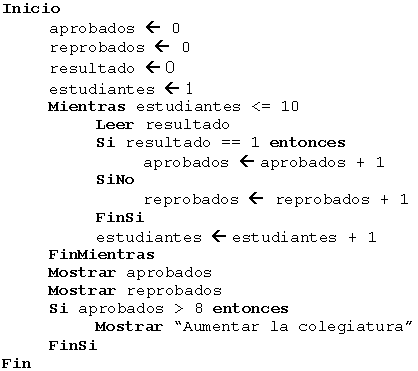 Inicio
aprobados ← 0
reprobados ← 0
resultado ← 0
estudiantes ← 1
Mientras estudiantes <= 10
Leer resultado
Si resultado == 1 entonces
aprobados ← aprobados + 1
SiNo
reprobados ← reprobados + 1
FinSi
estudiantes ← estudiantes + 1
FinMientras
Mostrar aprobados
Mostrar reprobados
Si aprobados > 8 entonces
Mostrar “Aumentar la colegiatura”
FinSi
Fin